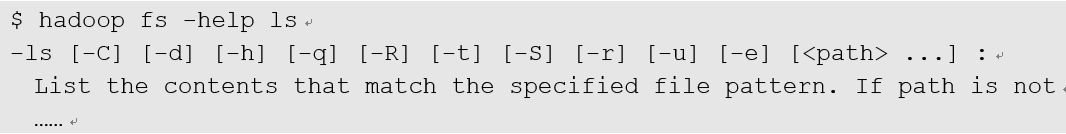 $ hadoop fs -help ls
-ls [-C] [-d] [-h] [-q] [-R] [-t] [-S] [-r] [-u] [-e] [<path> ...] :
List the contents that match the specified file pattern. If path is not
……